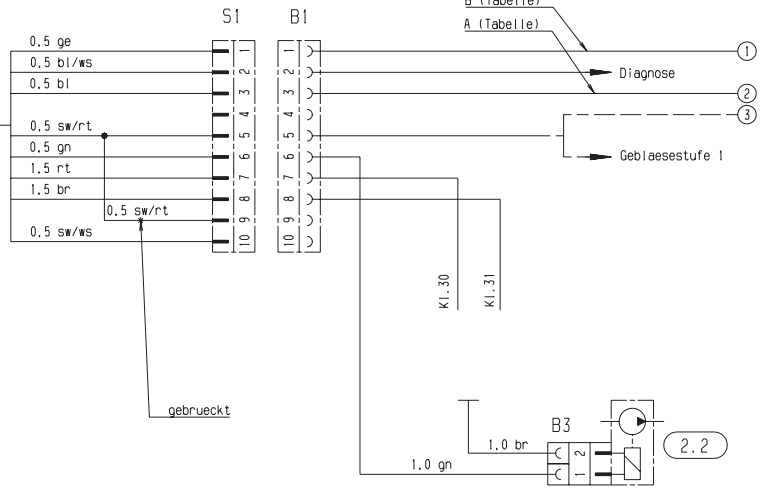 B (Tabelle)
S1 B1
A (Tabelle)
0.5 ge 1 1 1
0.5 bl/ws 2 2 Diagnose
0.5 bl 3 3 2
4 4 3
0.5 sw/rt 5 5
0.5 gn 6 6 Geblaesestufe 1
1.5 rt 7 7
1.5 br 8 8
0.5 sw/rt 9 9
0.5 sw/ws 10 10
Kl.30 Kl.31
gebrueckt
B3
1.0 br 2 2.2
1.0 gn 1